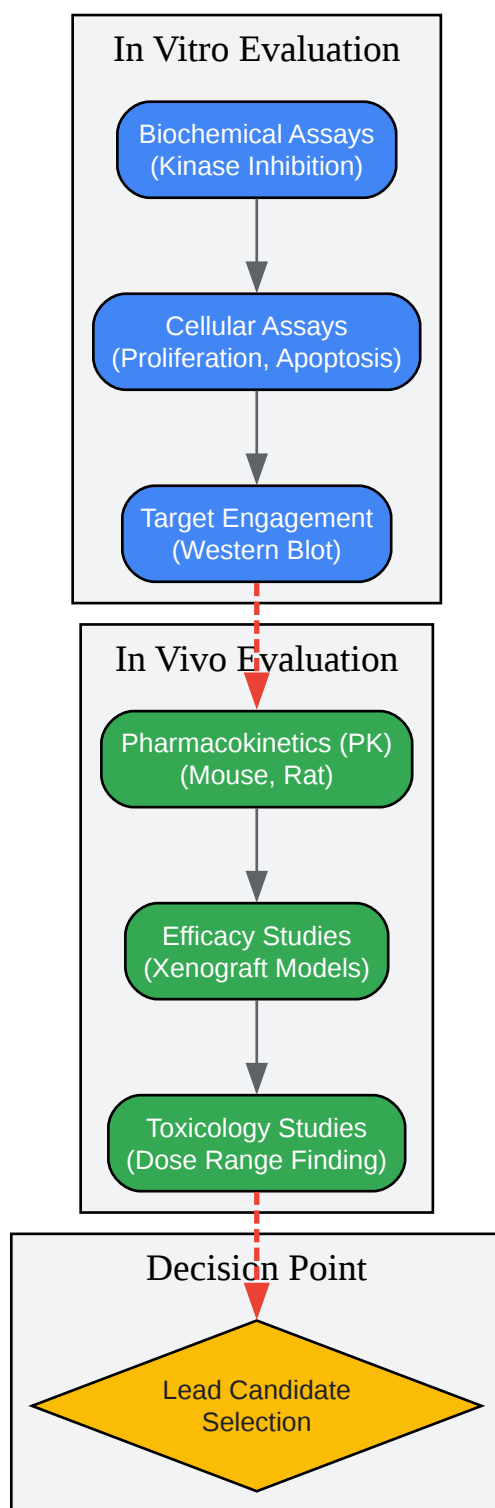 In Vitro Evaluation
Biochemical Assays
(Kinase Inhibition)
Cellular Assays
(Proliferation, Apoptosis)
Target Engagement
(Western Blot)
In Vivo Evaluation
Pharmacokinetics (PK)
(Mouse, Rat)
Efficacy Studies
(Xenograft Models)
Toxicology Studies
(Dose Range Finding)
Decision Point
Lead Candidate
Selection